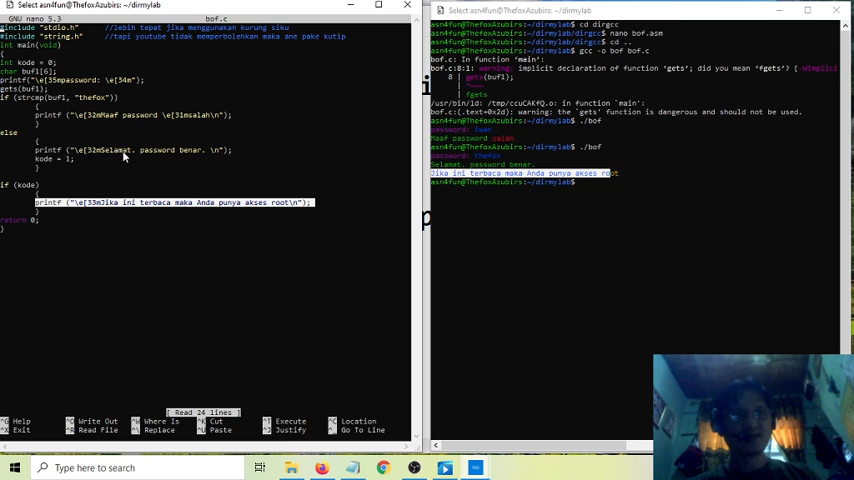 Select asn4fun@ThefoxAzubirs: ~/dirmylab
GNU nano 5.3
bof.c
#include "stdio.h" //lebih tepat jika menggunakan kurung siku
#include "string.h" //tapi youtube tidak memperbolehkan maka ane pake kutip
int main(void)
{
int kode = 0;
char buf1[6];
printf("\e[35mpassword: \e[34m");
gets(buf1);
if (strcmp(buf1, "thefox"))
{
printf ("\e[32mMaaf password \e[31msalah\n");
}
else
{
printf ("\e[32mSelamat. password benar. \n");
kode = 1;
}
if (kode)
{
printf ("\e[33mJika ini terbaca maka Anda punya akses root\n");
}
return 0;
}
[ Read 24 lines ]
^G Help ^O Write Out ^W Where Is ^K Cut ^T Execute ^C Location
^X Exit ^R Read File ^\ Replace ^U Paste ^J Justify ^_ Go To Line
Select asn4fun@ThefoxAzubirs: ~/dirmylab
asn4fun@ThefoxAzubirs:~/dirmylab$ cd dirgcc
asn4fun@ThefoxAzubirs:~/dirmylab/dirgcc$ nano bof.asm
asn4fun@ThefoxAzubirs:~/dirmylab/dirgcc$ cd ..
asn4fun@ThefoxAzubirs:~/dirmylab$ gcc -o bof bof.c
bof.c: In function 'main':
bof.c:8:1: warning: implicit declaration of function 'gets'; did you mean 'fgets'? [-Wimplici
8 | gets(buf1);
| ^~~~
| fgets
/usr/bin/ld: /tmp/ccuCAKfQ.o: in function `main':
bof.c:(.text+0x2d): warning: the `gets' function is dangerous and should not be used.
asn4fun@ThefoxAzubirs:~/dirmylab$ ./bof
password: iwan
Maaf password salah
asn4fun@ThefoxAzubirs:~/dirmylab$ ./bof
password: thefox
Selamat. password benar.
Jika ini terbaca maka Anda punya akses root
asn4fun@ThefoxAzubirs:~/dirmylab$
Type here to search